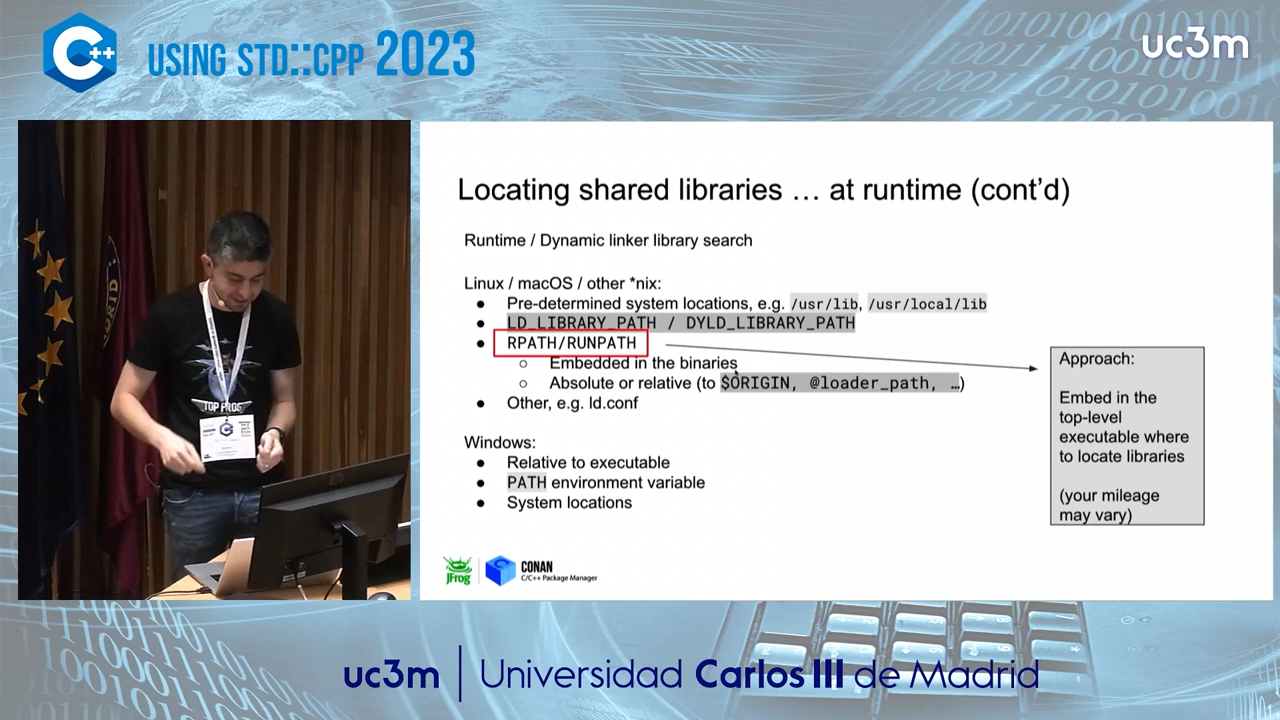 C++
USING STD::CPP 2023
uc3m
Locating shared libraries … at runtime (cont’d)
Runtime / Dynamic linker library search
Linux / macOS / other *nix:
● Pre-determined system locations, e.g. /usr/lib, /usr/local/lib
● LD_LIBRARY_PATH / DYLD_LIBRARY_PATH
● RPATH/RUNPATH
○ Embedded in the binaries
○ Absolute or relative (to $ORIGIN, @loader_path, …)
● Other, e.g. ld.conf
Windows:
● Relative to executable
● PATH environment variable
● System locations
Approach:
Embed in the
top-level
executable where
to locate libraries
(your mileage
may vary)
JFrog
CONAN
C/C++ Package Manager
TOP FROG
uc3m | Universidad Carlos III de Madrid